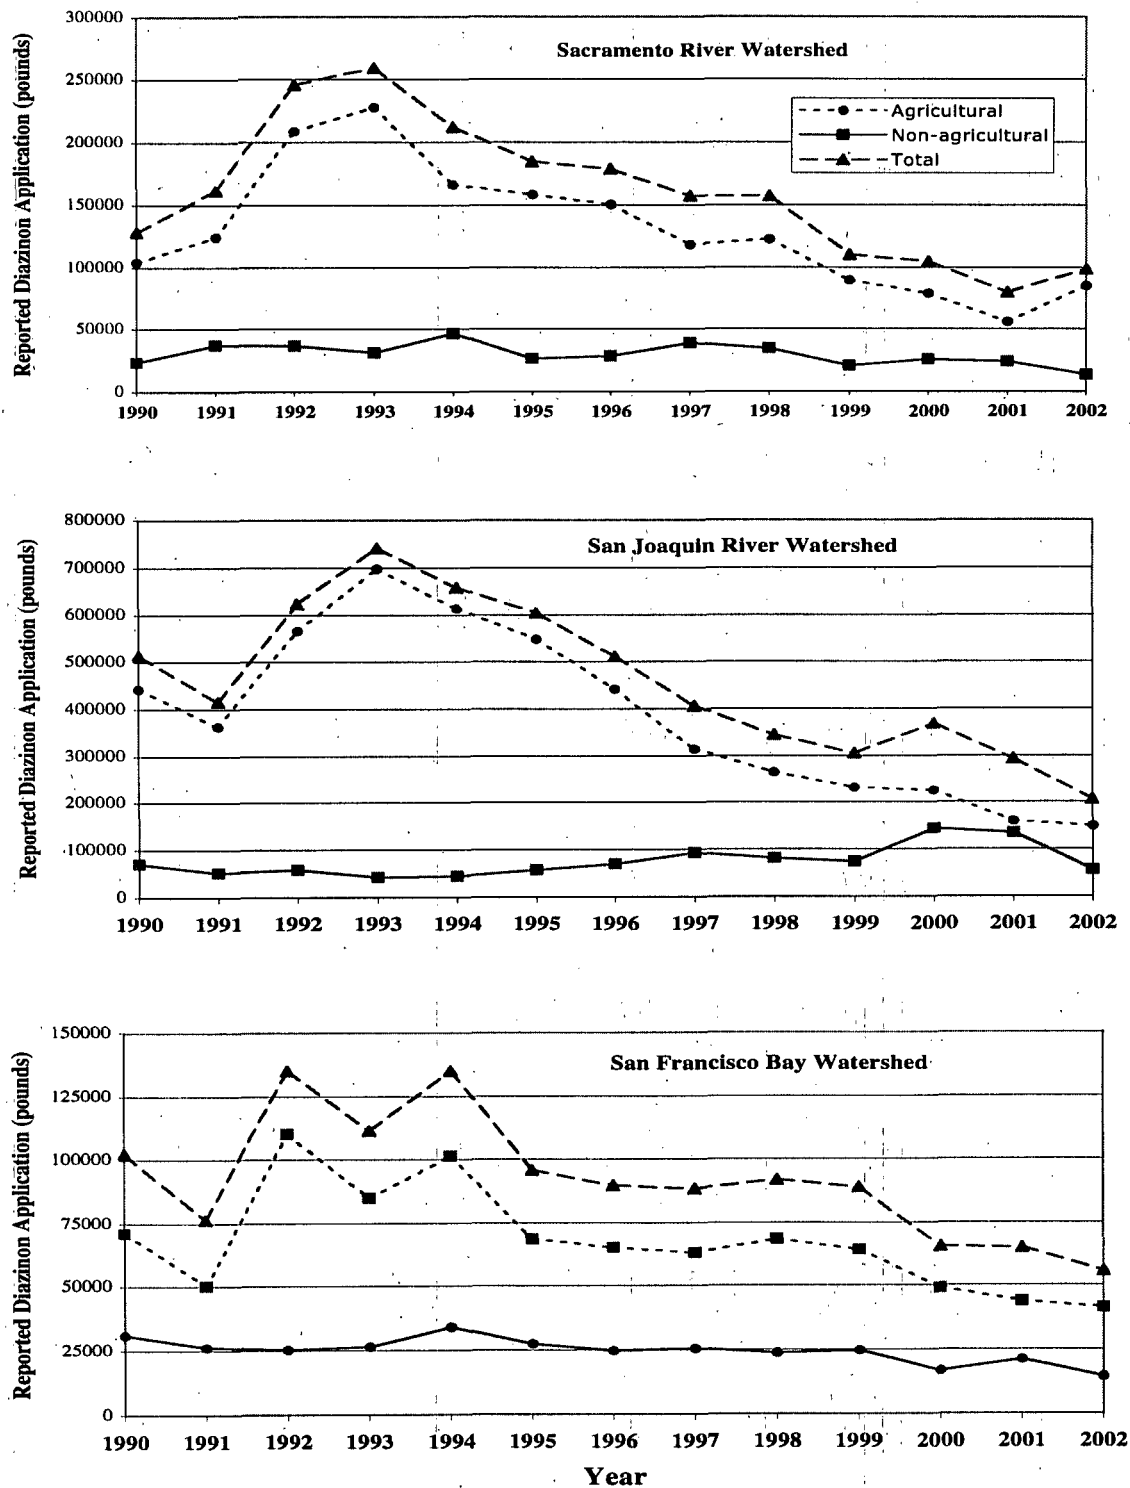 Sacramento River Watershed
Reported Diazinon Application (pounds)
300000
250000
200000
150000
100000
50000
0
Agricultural
Non-agricultural
Total
1990 1991 1992 1993 1994 1995 1996 1997 1998 1999 2000 2001 2002
San Joaquin River Watershed
Reported Diazinon Application (pounds)
800000
700000
600000
500000
400000
300000
200000
100000
0
1990 1991 1992 1993 1994 1995 1996 1997 1998 1999 2000 2001 2002
San Francisco Bay Watershed
Reported Diazinon Application (pounds)
150000
125000
100000
75000
50000
25000
0
1990 1991 1992 1993 1994 1995 1996 1997 1998 1999 2000 2001 2002
Year